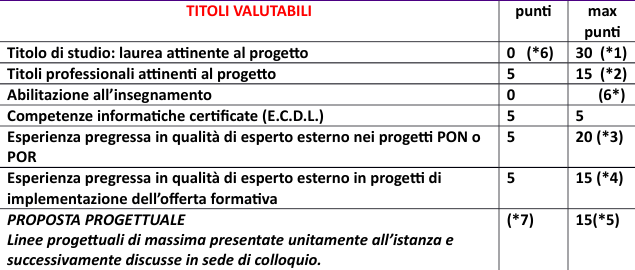 TITOLI VALUTABILI punti max
punti
Titolo di studio: laurea attinente al progetto 0 (*6) 30 (*1)
Titoli professionali attinenti al progetto 5 15 (*2)
Abilitazione all’insegnamento 0 (6*)
Competenze informatiche certificate (E.C.D.L.) 5 5
Esperienza pregressa in qualità di esperto esterno nei progetti PON o 5 20 (*3)
POR
Esperienza pregressa in qualità di esperto esterno in progetti di 5 15 (*4)
implementazione dell’offerta formativa
PROPOSTA PROGETTUALE (*7) 15(*5)
Linee progettuali di massima presentate unitamente all’istanza e
successivamente discusse in sede di colloquio.